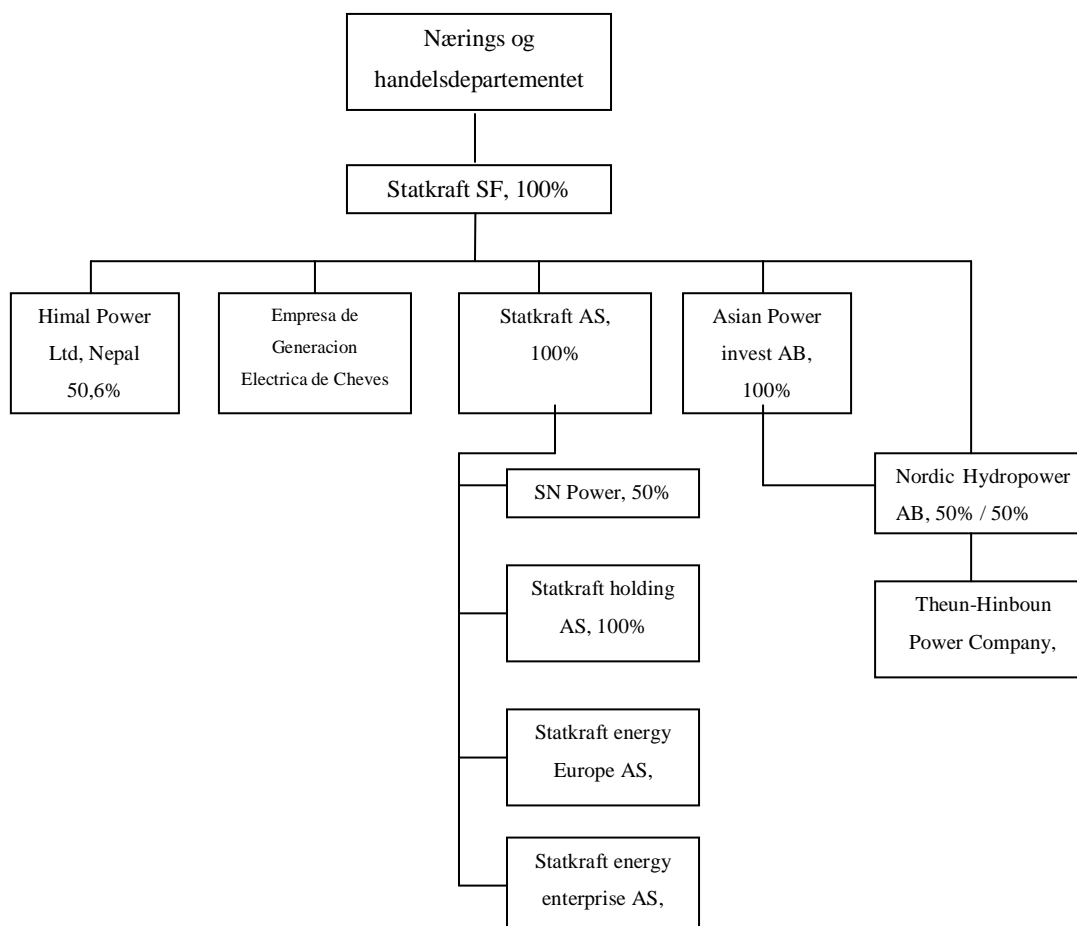 Nærings og
handelsdepartementet
Statkraft SF, 100%
Himal Power
Ltd, Nepal
50,6%
Empresa de
Generacion
Electrica de Cheves
Statkraft AS,
100%
Asian Power
invest AB,
100%
SN Power, 50%
Nordic Hydropower
AB, 50% / 50%
Statkraft holding
AS, 100%
Theun-Hinboun
Power Company,
Statkraft energy
Europe AS,
Statkraft energy
enterprise AS,